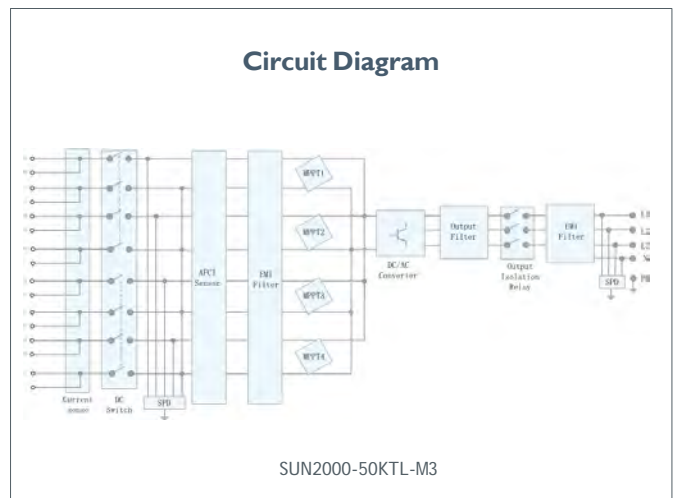 Circuit Diagram
MPPT1
MPPT2
MPPT3
MPPT4
AFCI
Sensor
EMI
Filter
DC/AC
Converter
Output
Filter
Output
Isolation
Relay
EMI
Filter
L1
L2
L3
N
PE
SPD
Current
sensor
DC
Switch
SPD
SUN2000-50KTL-M3